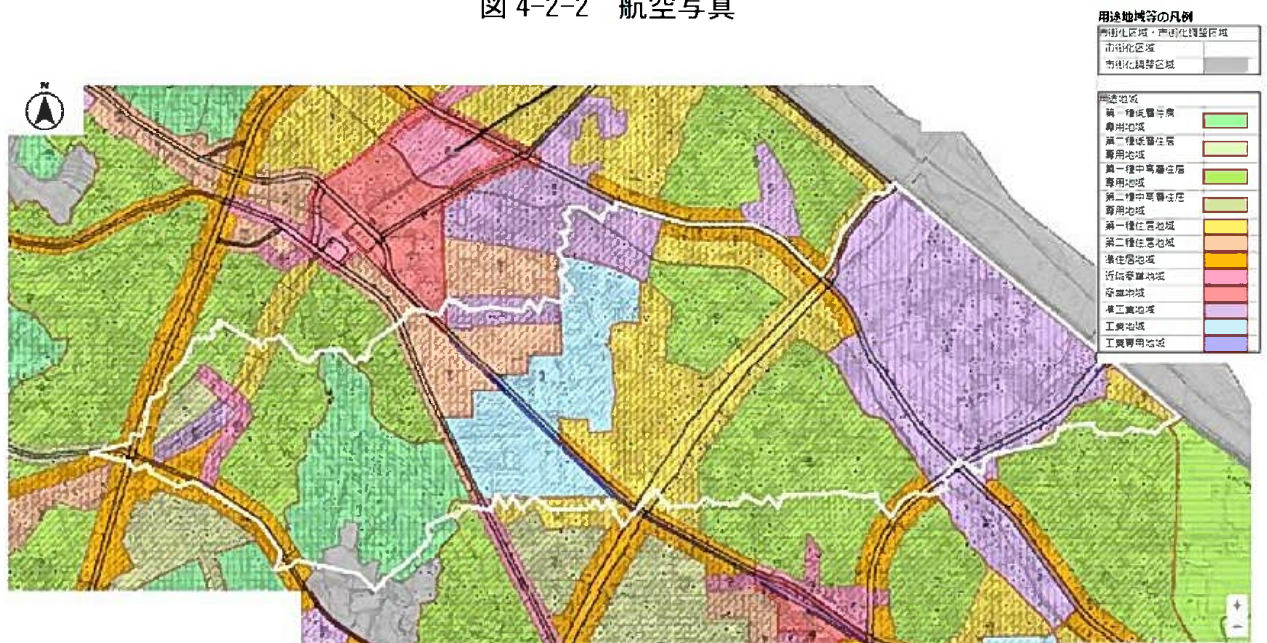 図 4-2-2 航空写真
用途地域等の凡例
市街化区域・市街化調整区域
市街化区域
市街化調整区域
用途地域
第一種低層住居
専用地域
第二種低層住居
専用地域
第一種中高層住居
専用地域
第二種中高層住居
専用地域
第一種住居地域
第二種住居地域
準住居地域
近隣商業地域
商業地域
準工業地域
工業地域
工業専用地域
N
+
−